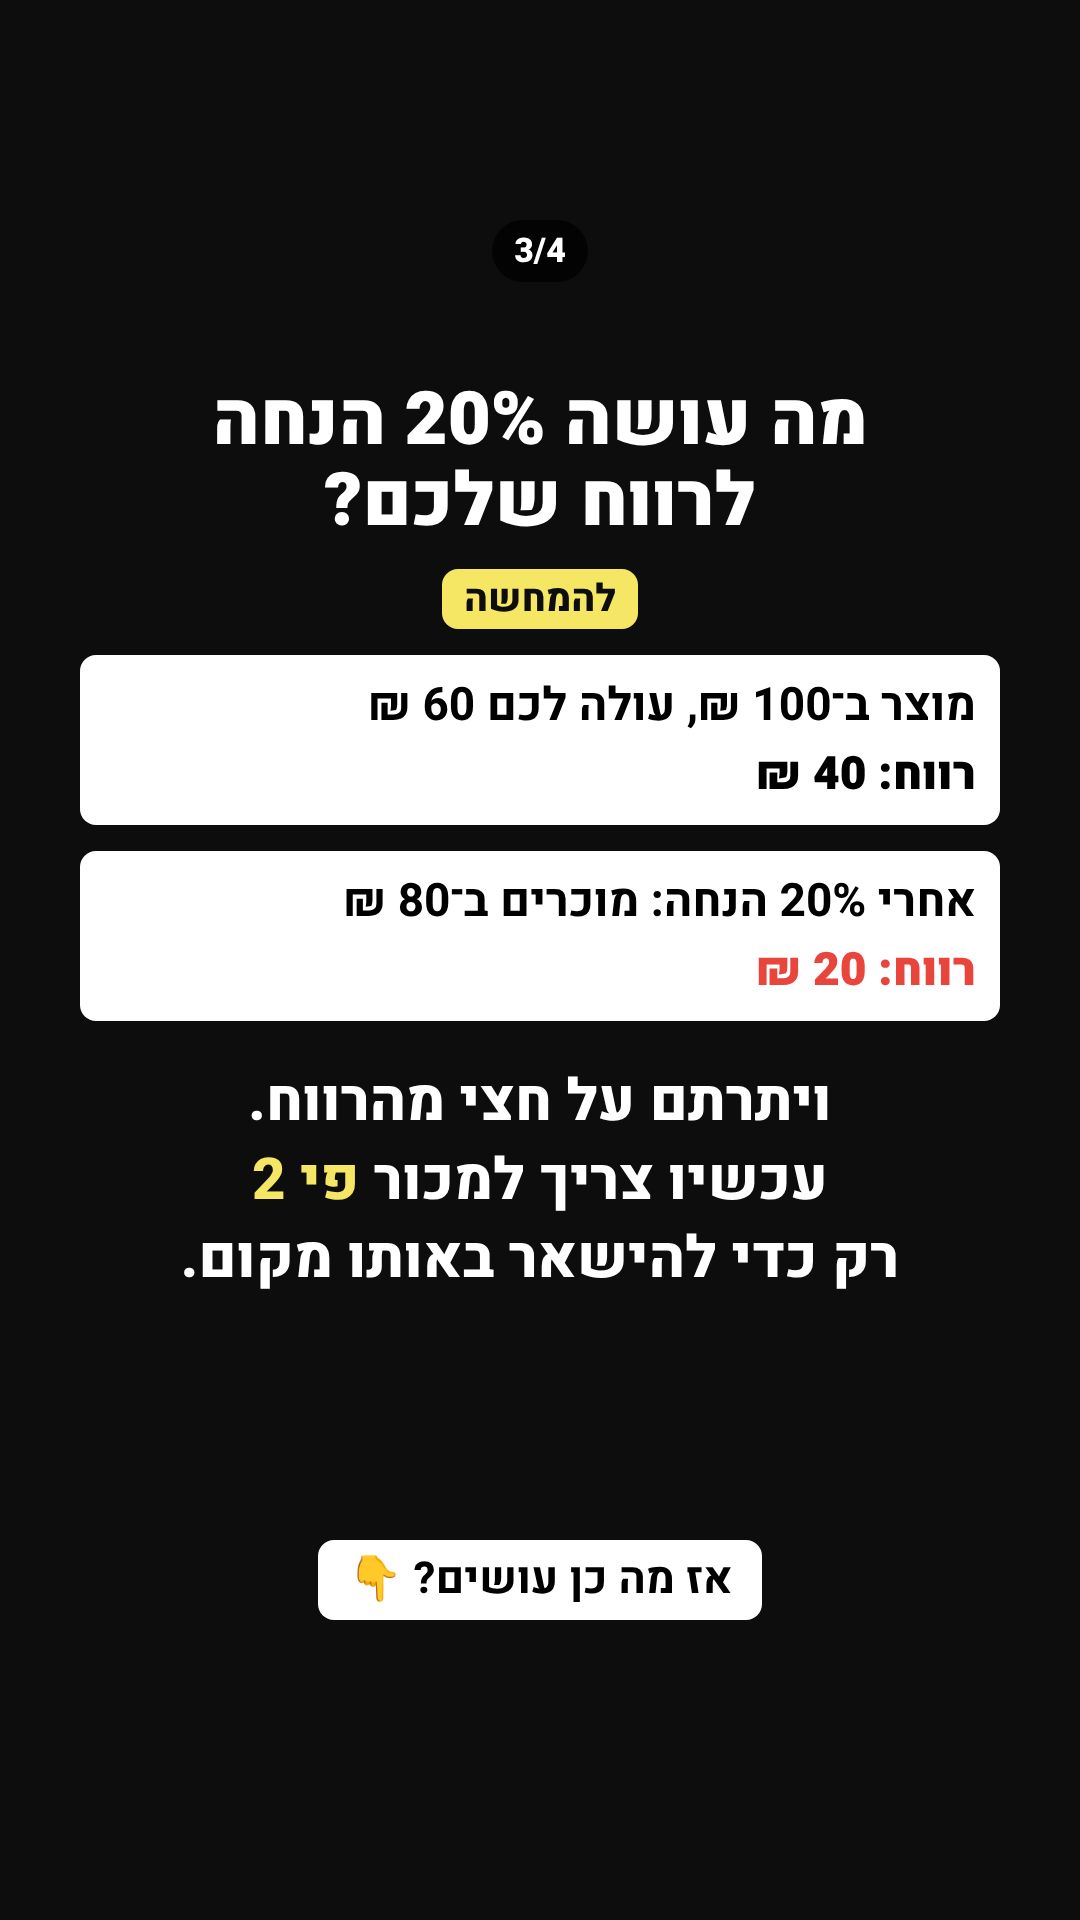 3/4
מה עושה 20% הנחה
לרווח שלכם?
להמחשה
מוצר ב־100 ₪, עולה לכם 60 ₪
רווח: 40 ₪
אחרי 20% הנחה: מוכרים ב־80 ₪
רווח: 20 ₪
ויתרתם על חצי מהרווח.
עכשיו צריך למכור פי 2
רק כדי להישאר באותו מקום.
אז מה כן עושים? 👇